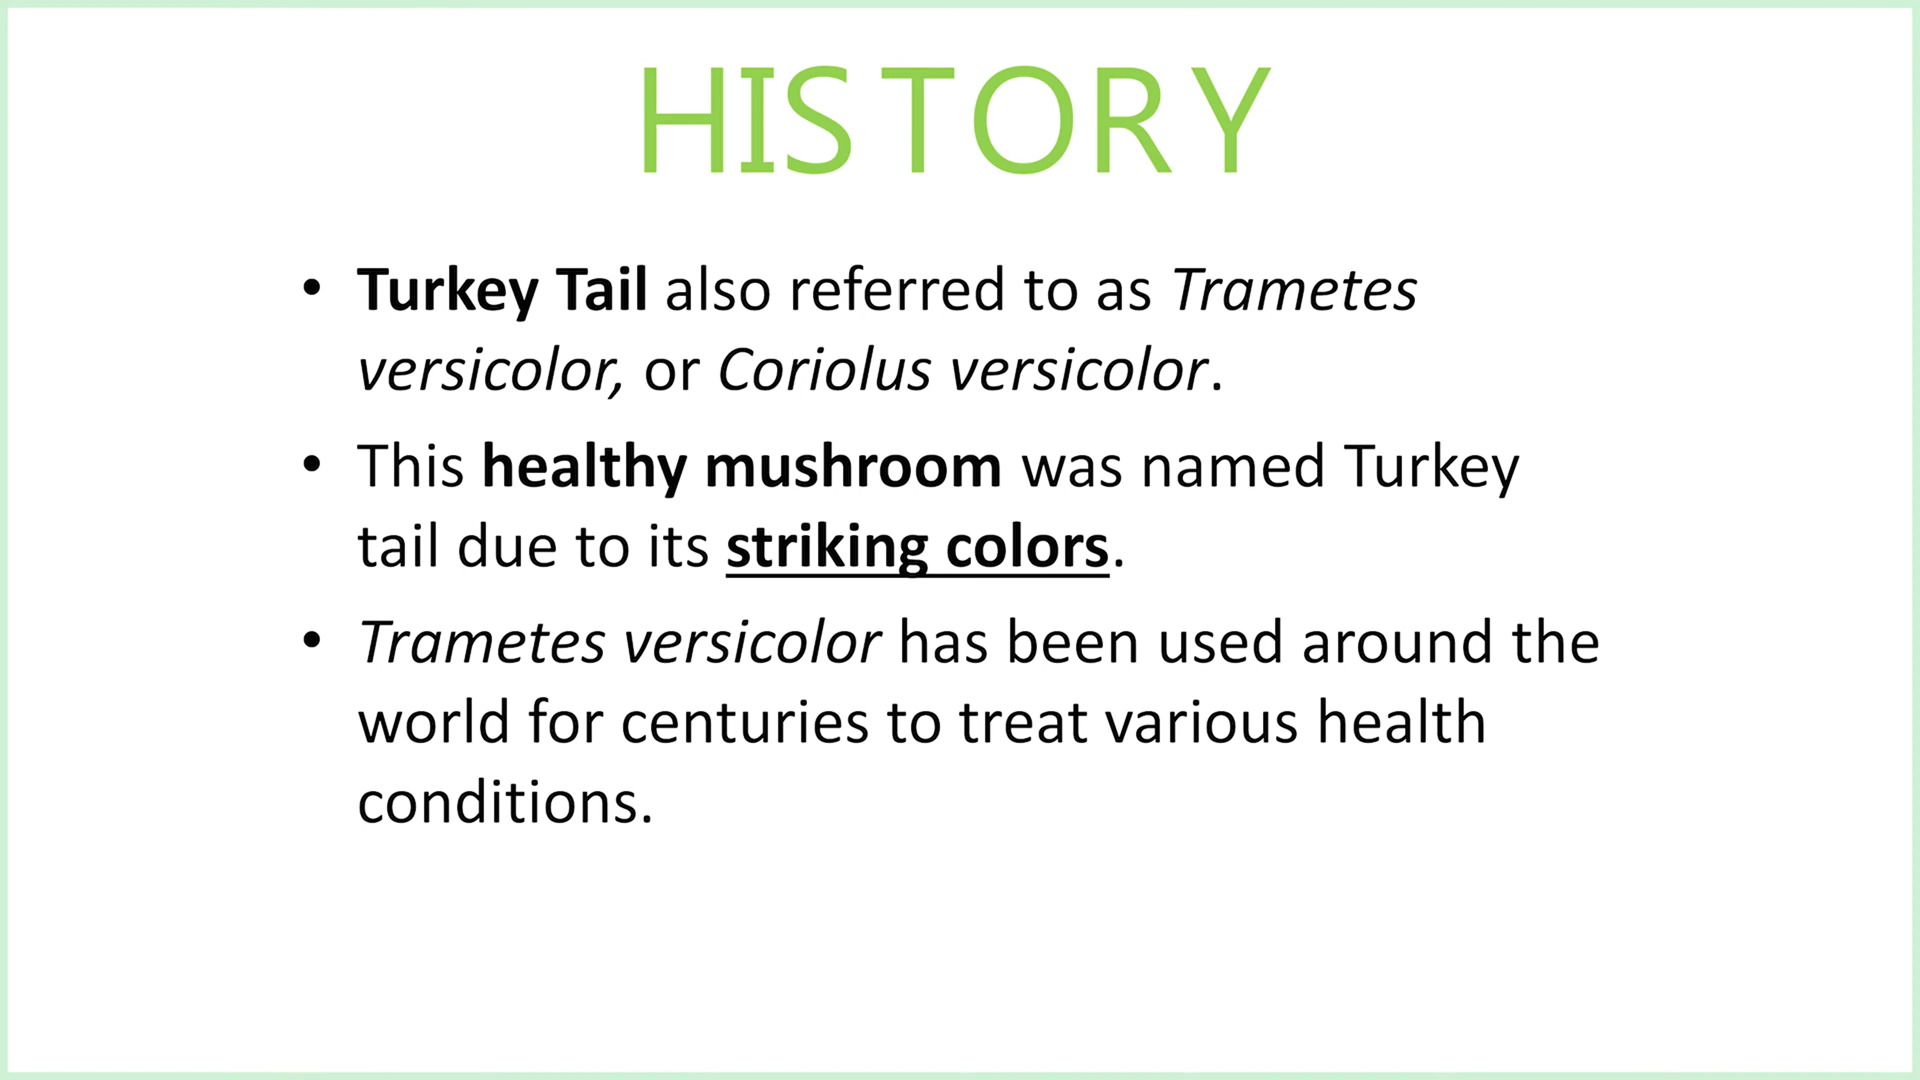 HISTORY
• Turkey Tail also referred to as Trametes
versicolor, or Coriolus versicolor.
• This healthy mushroom was named Turkey
tail due to its striking colors.
• Trametes versicolor has been used around the
world for centuries to treat various health
conditions.